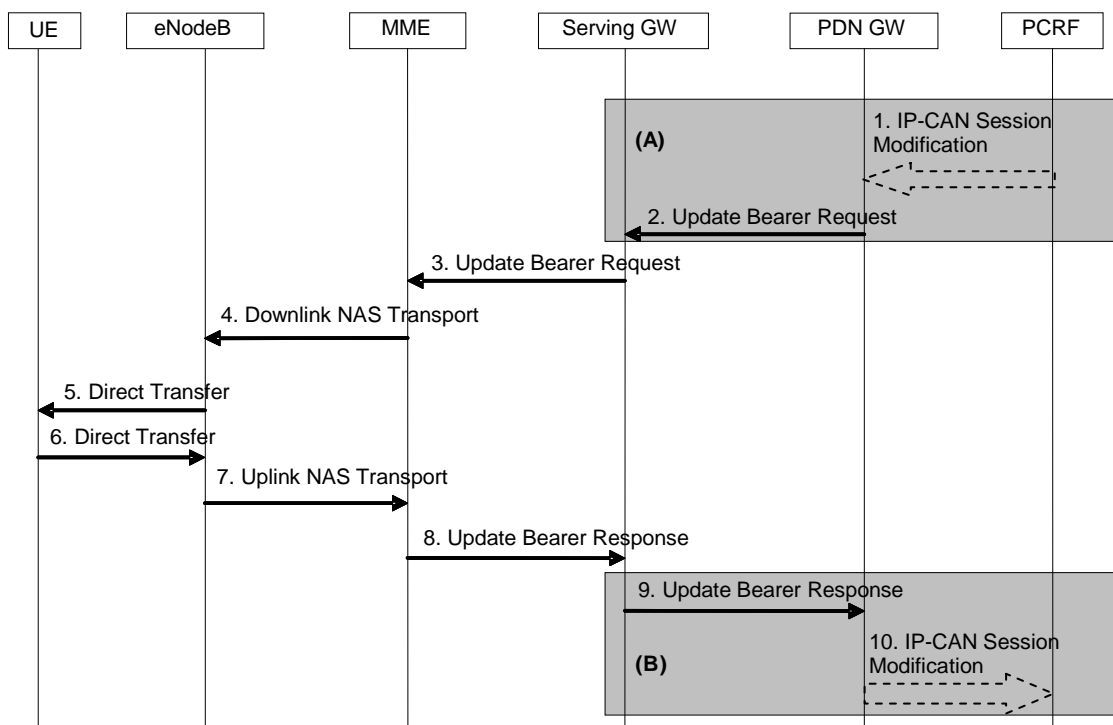 UE
eNodeB
MME
Serving GW
PDN GW
PCRF
(A)
1. IP-CAN Session
Modification
2. Update Bearer Request
3. Update Bearer Request
4. Downlink NAS Transport
5. Direct Transfer
6. Direct Transfer
7. Uplink NAS Transport
8. Update Bearer Response
9. Update Bearer Response
(B)
10. IP-CAN Session
Modification